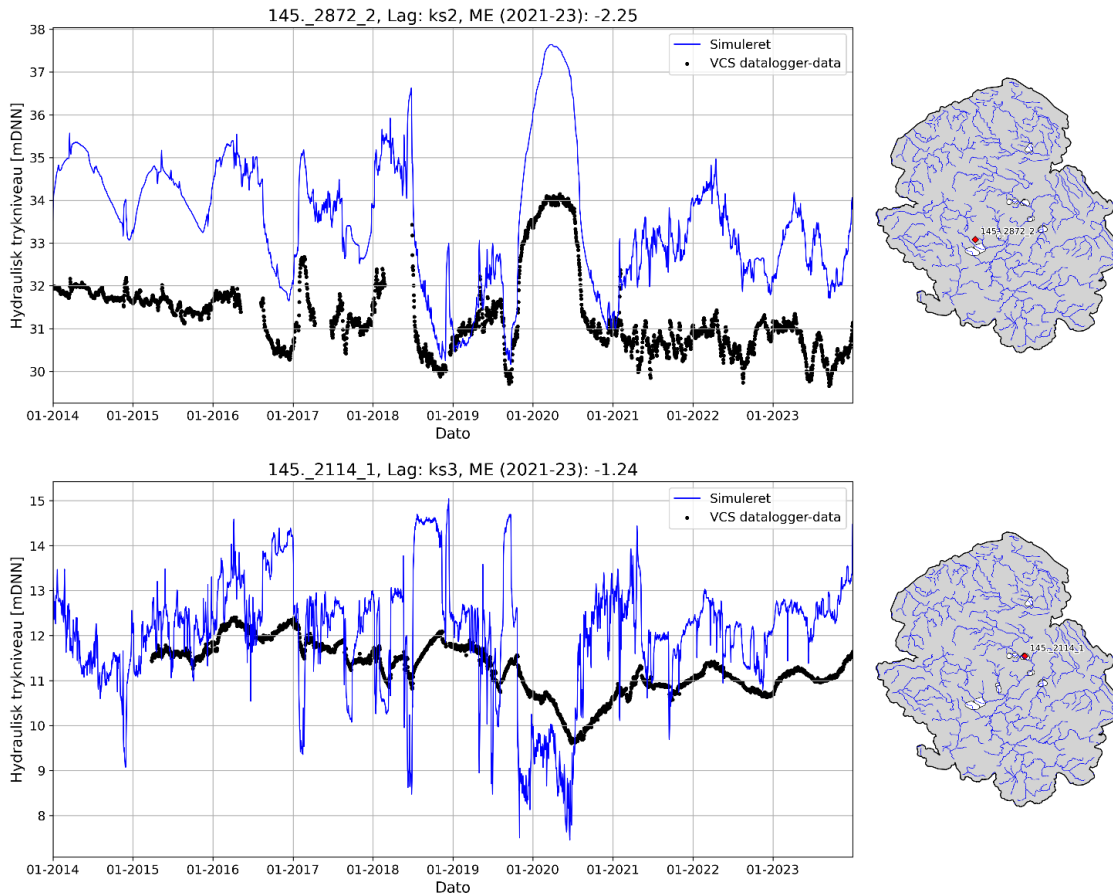 145._2872_2, Lag: ks2, ME (2021-23): -2.25
38
37
36
35
34
33
32
31
30
Hydraulisk trykniveau [mDNN]
Simuleret
VCS datalogger-data
01-2014 01-2015 01-2016 01-2017 01-2018 01-2019 01-2020 01-2021 01-2022 01-2023
Dato
145._2872_2
145._2114_1, Lag: ks3, ME (2021-23): -1.24
15
14
13
12
11
10
9
8
Hydraulisk trykniveau [mDNN]
Simuleret
VCS datalogger-data
01-2014 01-2015 01-2016 01-2017 01-2018 01-2019 01-2020 01-2021 01-2022 01-2023
Dato
145._2114_1